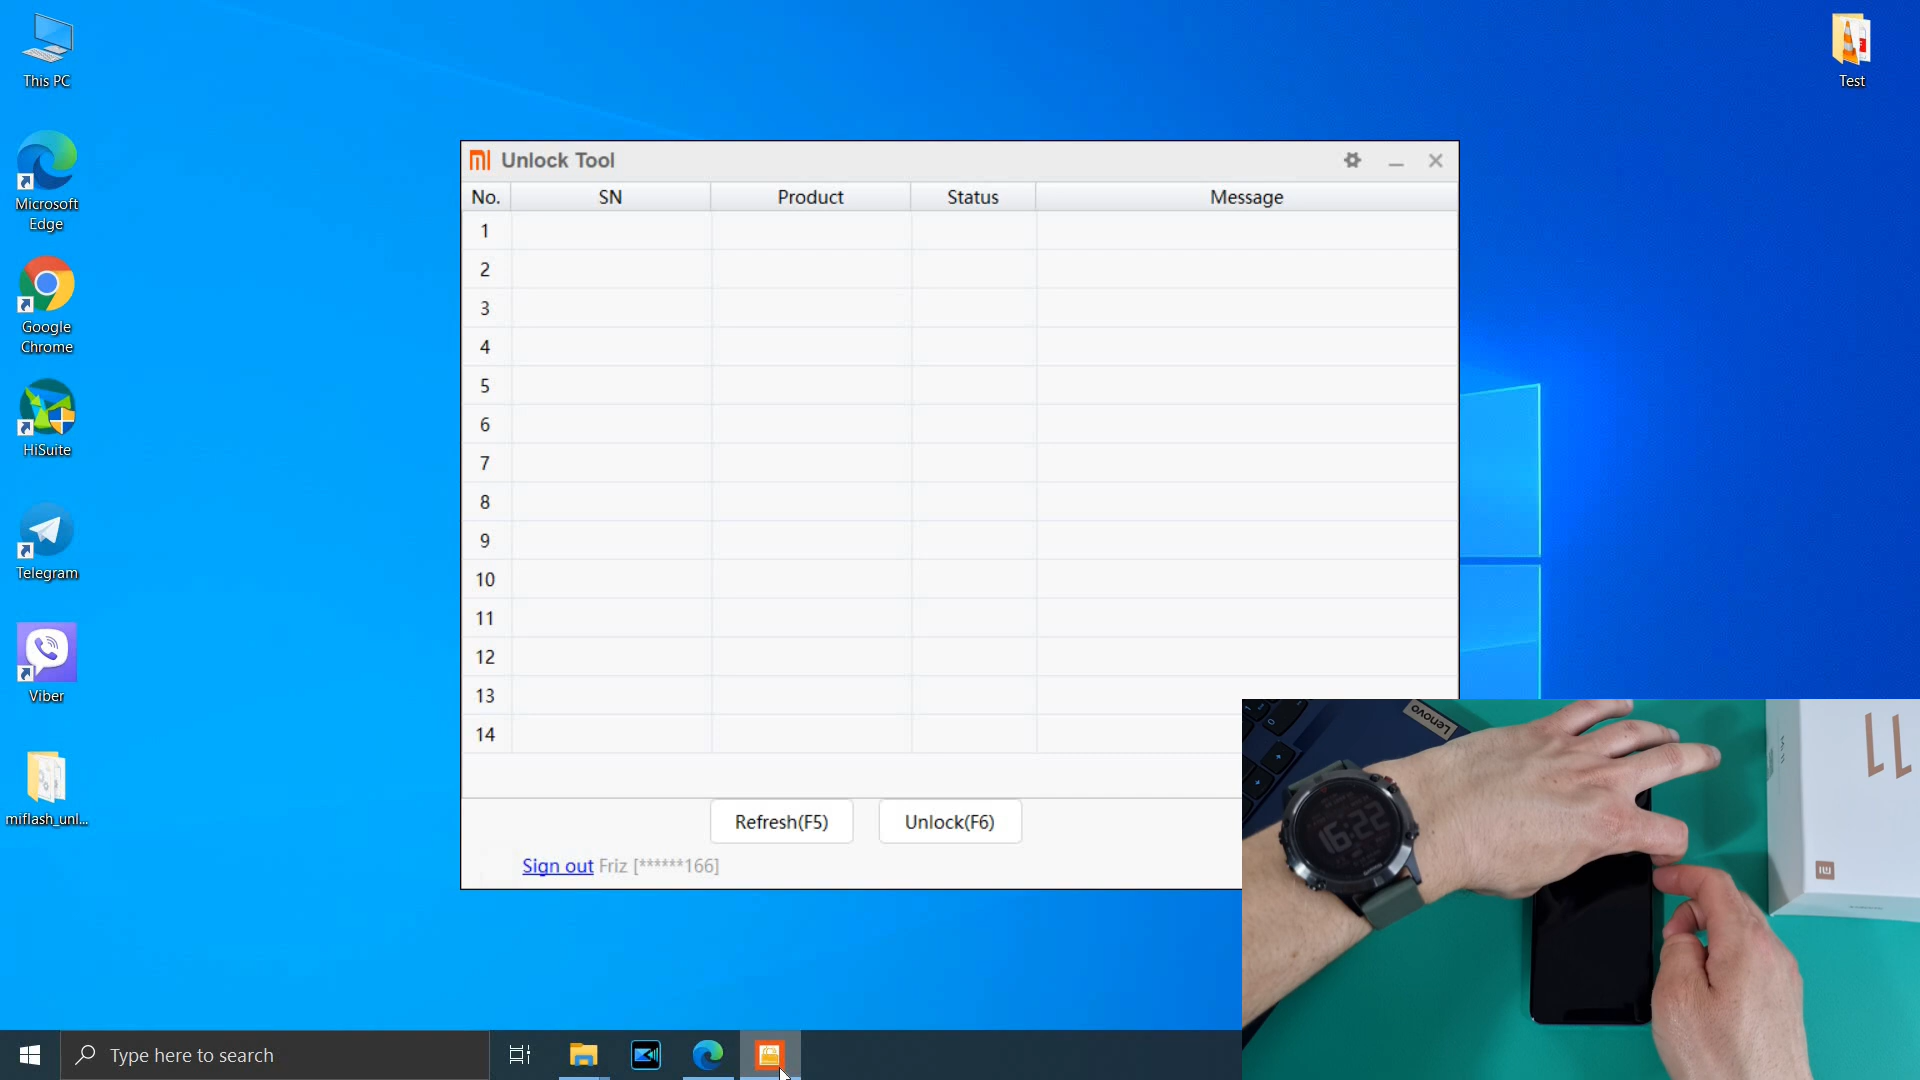 This PC
Microsoft
Edge
Google
Chrome
HiSuite
Telegram
Viber
miflash_unl...
Test
Unlock Tool
No. SN Product Status Message
1
2
3
4
5
6
7
8
9
10
11
12
13
14
Refresh(F5) Unlock(F6)
Sign out Friz [******166]
Lenovo
16:22
11
Type here to search